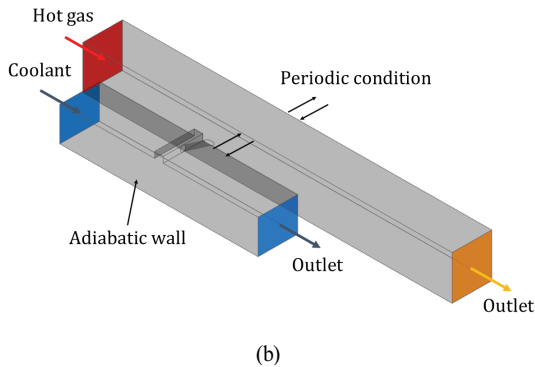 Hot gas
Coolant
Periodic condition
Adiabatic wall
Outlet
Outlet
(b)